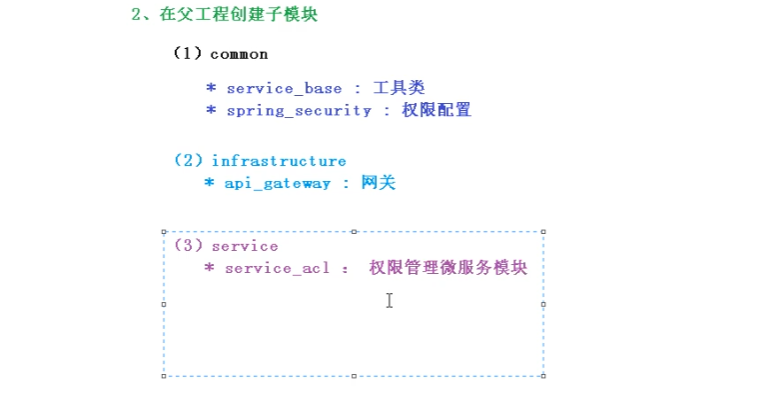 2、在父工程创建子模块
（1）common
* service_base : 工具类
* spring_security : 权限配置
（2）infrastructure
* api_gateway : 网关
（3）service
* service_acl ： 权限管理微服务模块